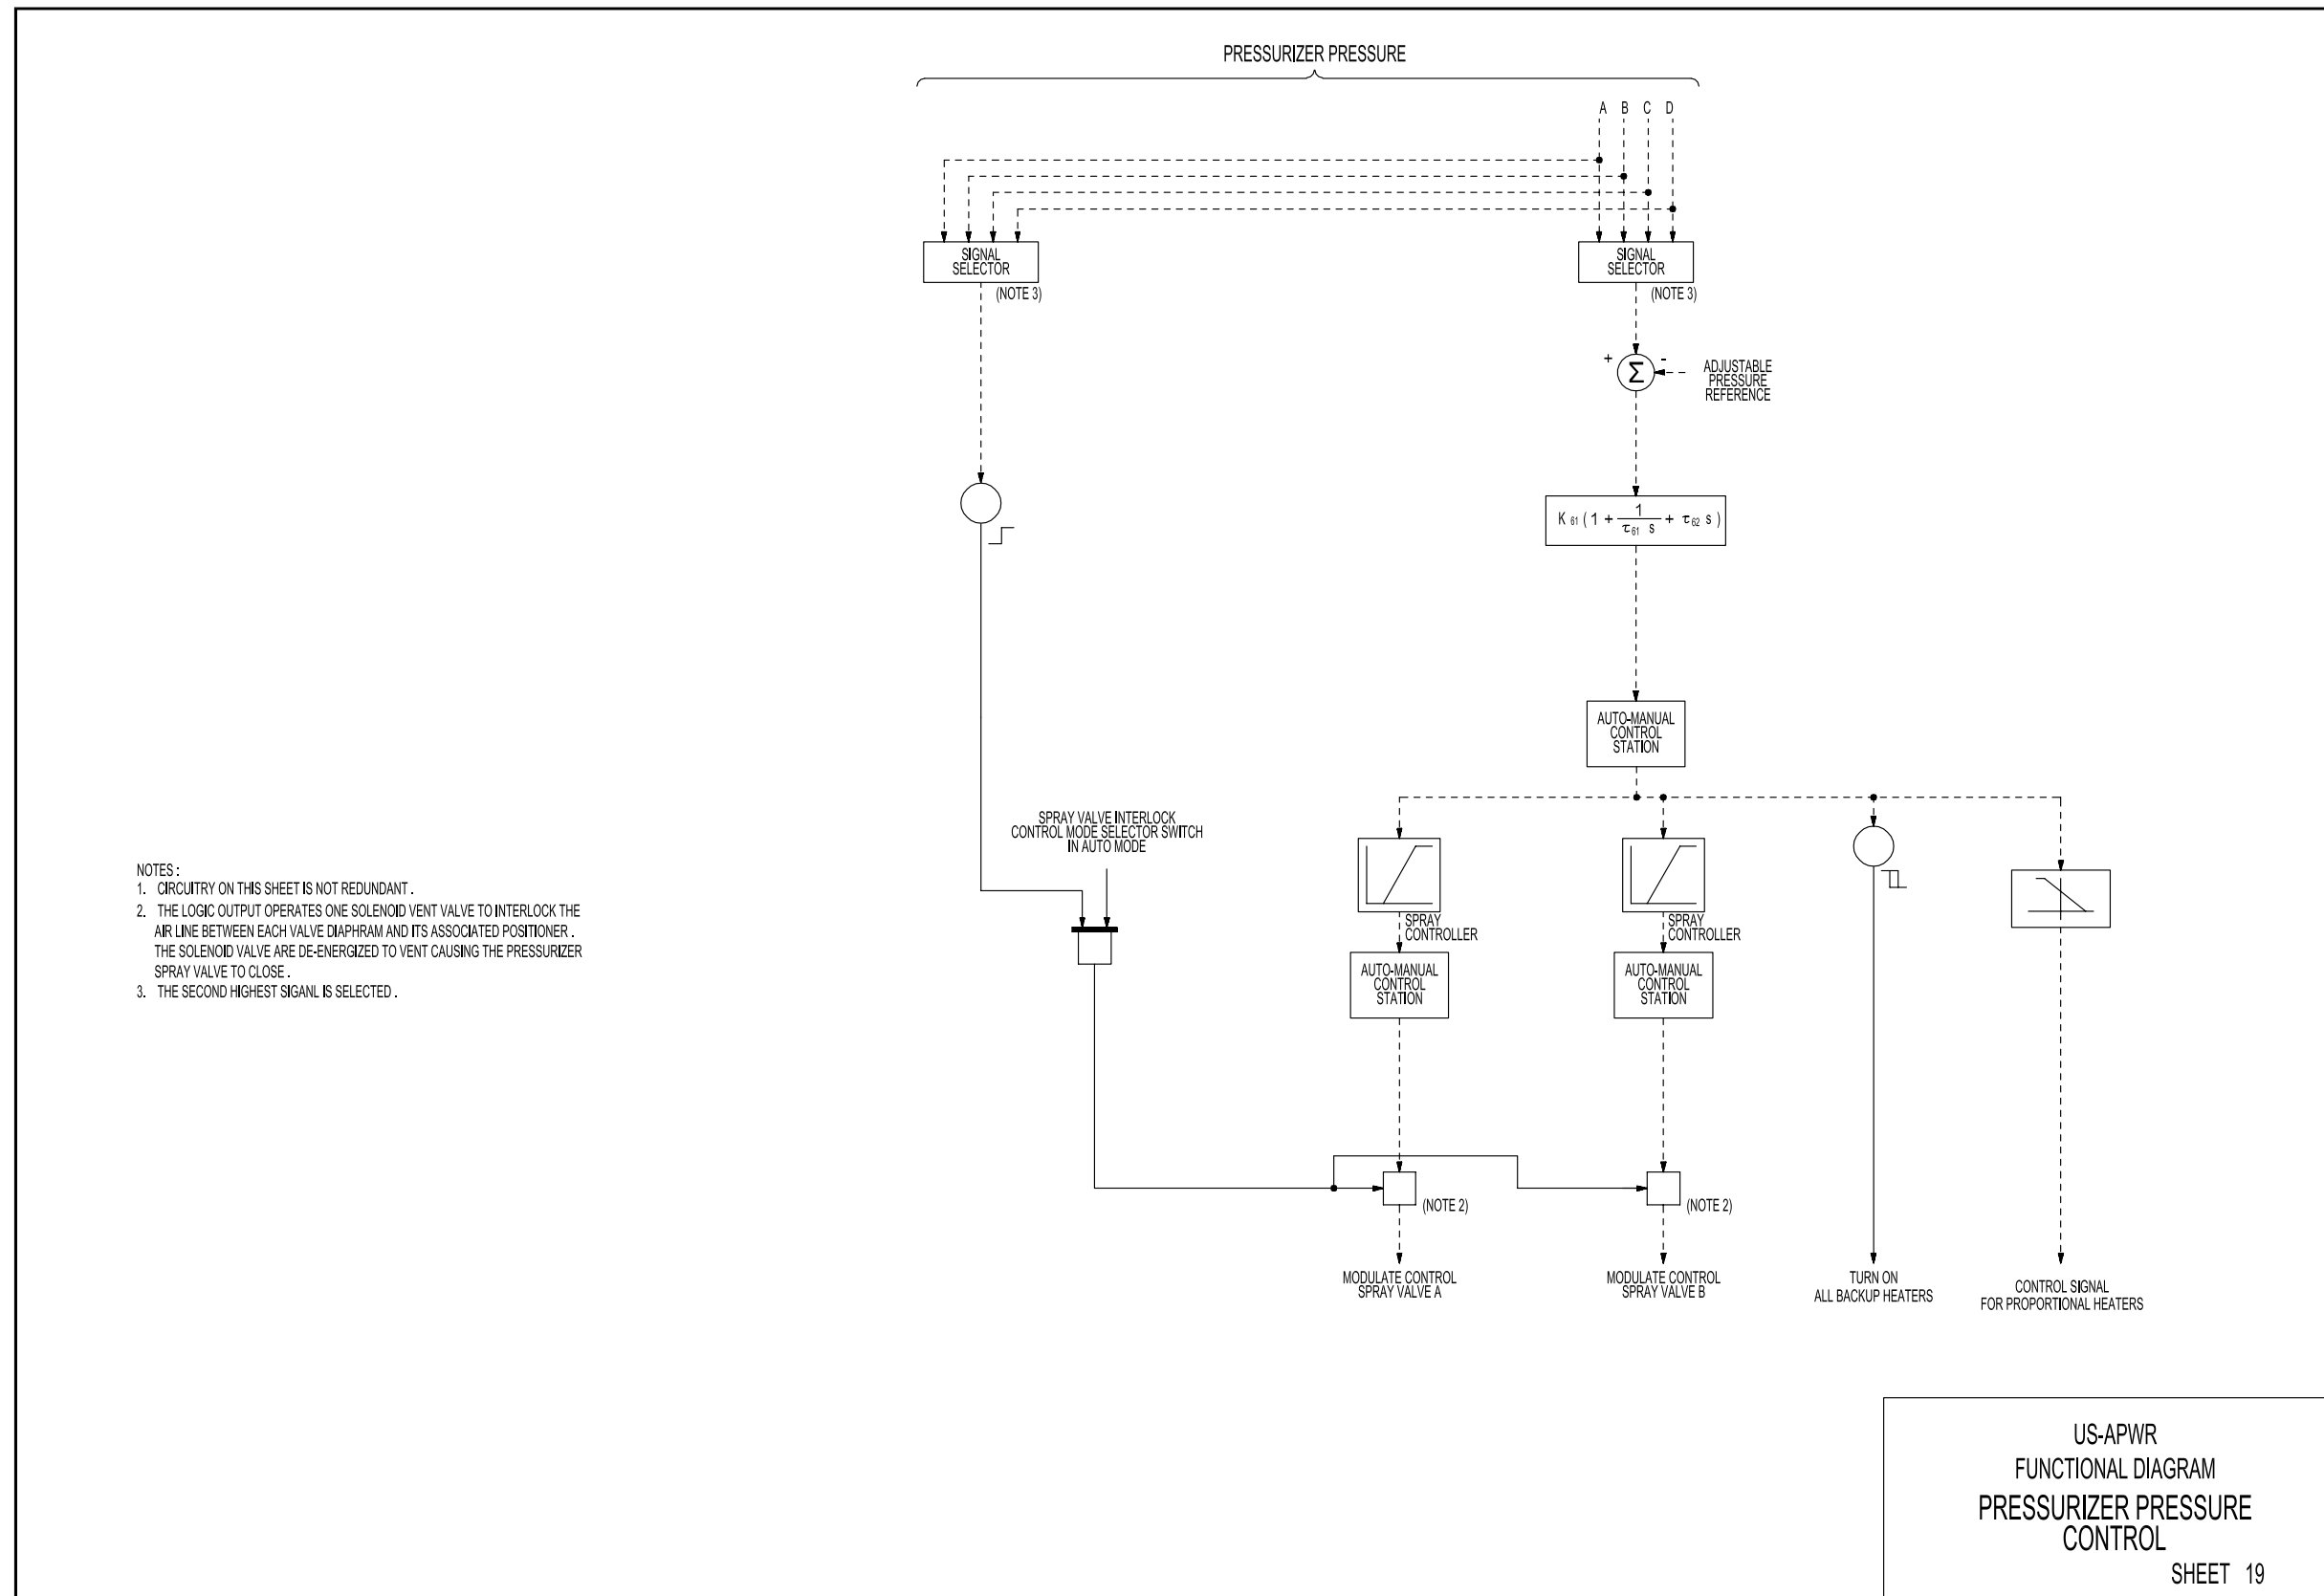 PRESSURIZER PRESSURE
A B C D
SIGNAL
SELECTOR
(NOTE 3)
SIGNAL
SELECTOR
(NOTE 3)
+ Σ -
ADJUSTABLE
PRESSURE
REFERENCE
K 61 ( 1 + 1 / τ61 s + τ62 s )
AUTO-MANUAL
CONTROL
STATION
SPRAY VALVE INTERLOCK
CONTROL MODE SELECTOR SWITCH
IN AUTO MODE
SPRAY
CONTROLLER
SPRAY
CONTROLLER
AUTO-MANUAL
CONTROL
STATION
AUTO-MANUAL
CONTROL
STATION
NOTES :
1. CIRCUITRY ON THIS SHEET IS NOT REDUNDANT .
2. THE LOGIC OUTPUT OPERATES ONE SOLENOID VENT VALVE TO INTERLOCK THE
AIR LINE BETWEEN EACH VALVE DIAPHRAM AND ITS ASSOCIATED POSITIONER .
THE SOLENOID VALVE ARE DE-ENERGIZED TO VENT CAUSING THE PRESSURIZER
SPRAY VALVE TO CLOSE .
3. THE SECOND HIGHEST SIGANL IS SELECTED .
(NOTE 2)
(NOTE 2)
MODULATE CONTROL
SPRAY VALVE A
MODULATE CONTROL
SPRAY VALVE B
TURN ON
ALL BACKUP HEATERS
CONTROL SIGNAL
FOR PROPORTIONAL HEATERS
US-APWR
FUNCTIONAL DIAGRAM
PRESSURIZER PRESSURE
CONTROL
SHEET 19